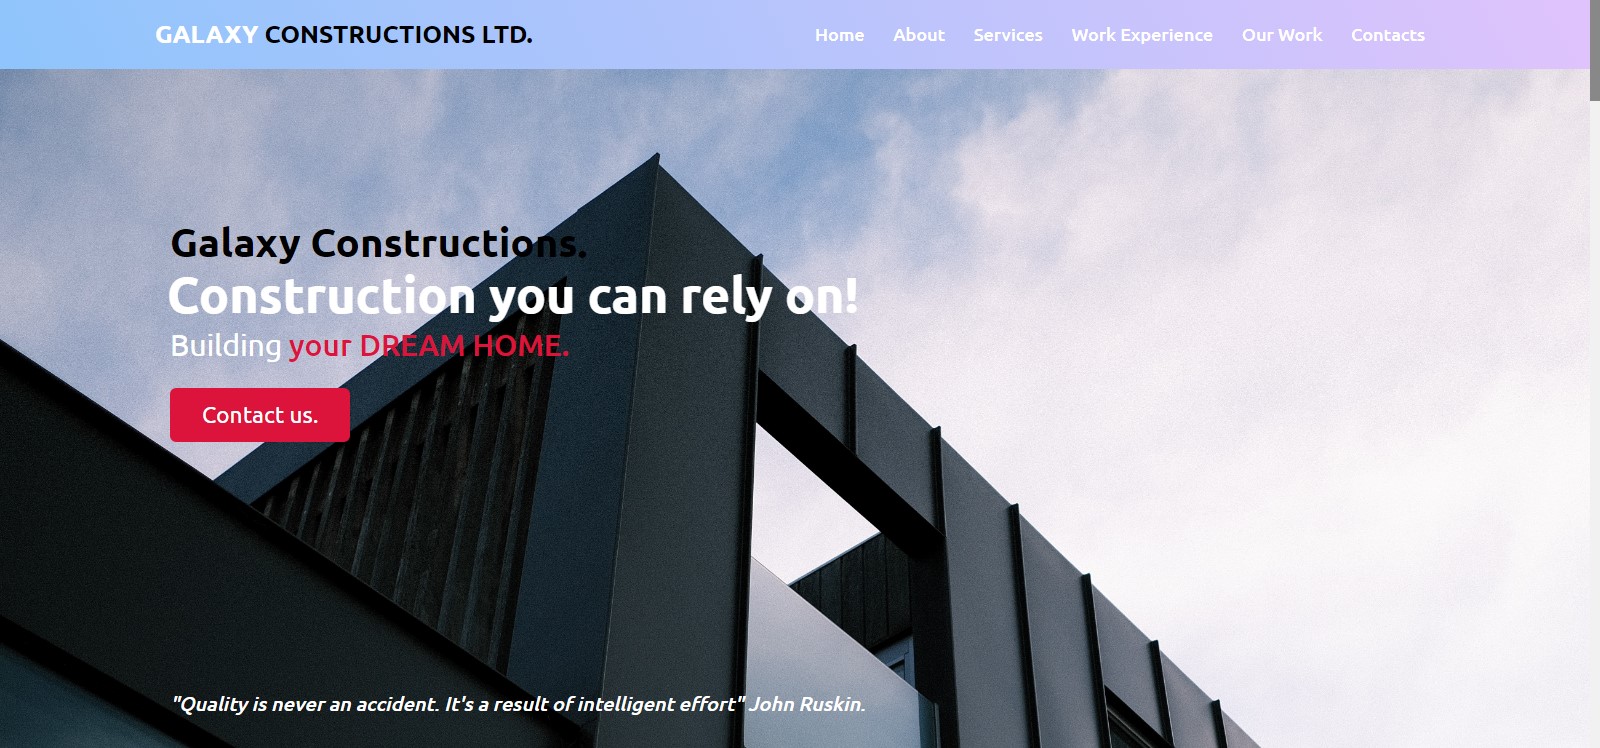 GALAXY CONSTRUCTIONS LTD.
Home About Services Work Experience Our Work Contacts
Galaxy Constructions.
Construction you can rely on!
Building your DREAM HOME.
Contact us.
"Quality is never an accident. It's a result of intelligent effort" John Ruskin.